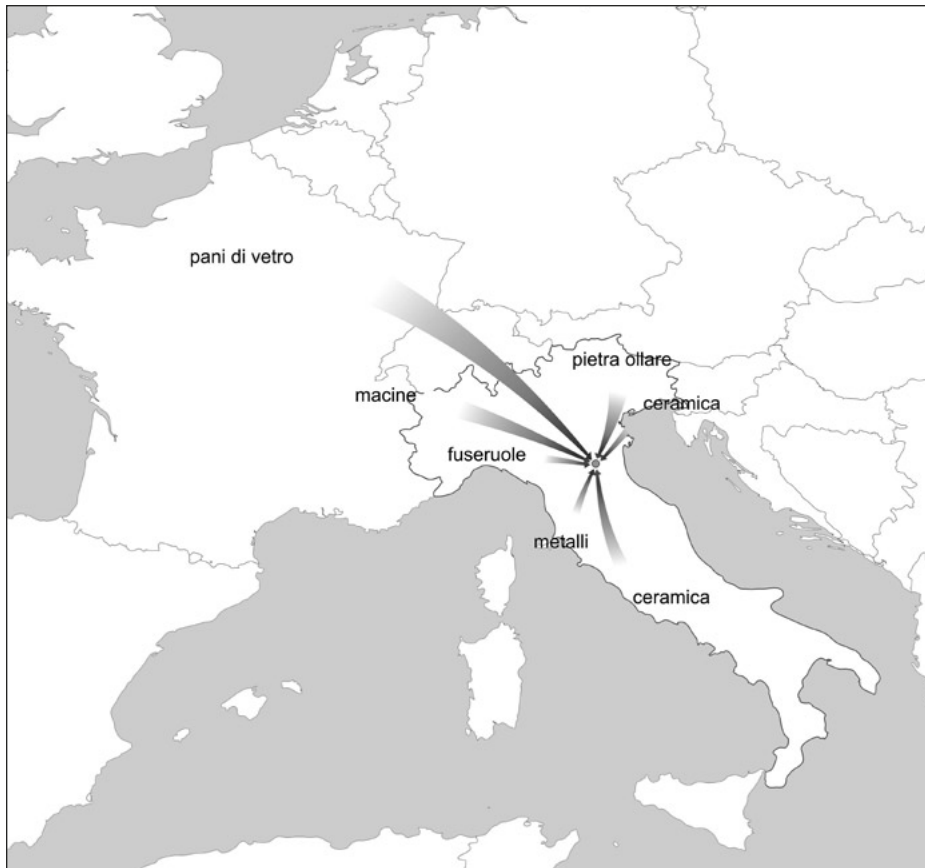 pani di vetro
pietra ollare
macine
ceramica
fuseruole
metalli
ceramica